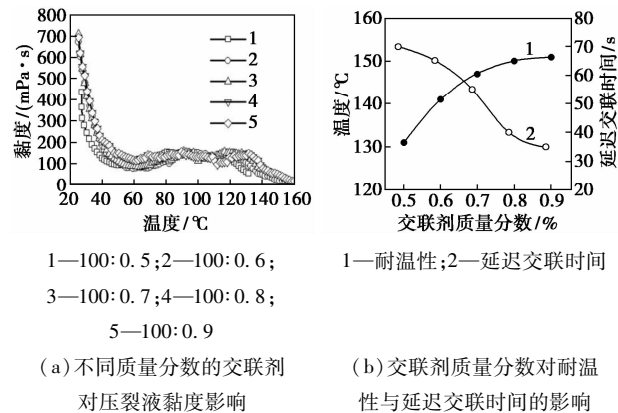 800
700
600
500
400
300
200
100
0
20 40 60 80 100 120 140 160
黏度/(mPa·s)
温度/℃
1
2
3
4
5
160
150
140
130
120
温度/℃
80
70
60
50
40
30
20
延迟交联时间/s
1
2
0.5 0.6 0.7 0.8 0.9
交联剂质量分数/%
1—100:0.5;2—100:0.6;
3—100:0.7;4—100:0.8;
5—100:0.9
(a)不同质量分数的交联剂
对压裂液黏度影响
1—耐温性;2—延迟交联时间
(b)交联剂质量分数对耐温
性与延迟交联时间的影响